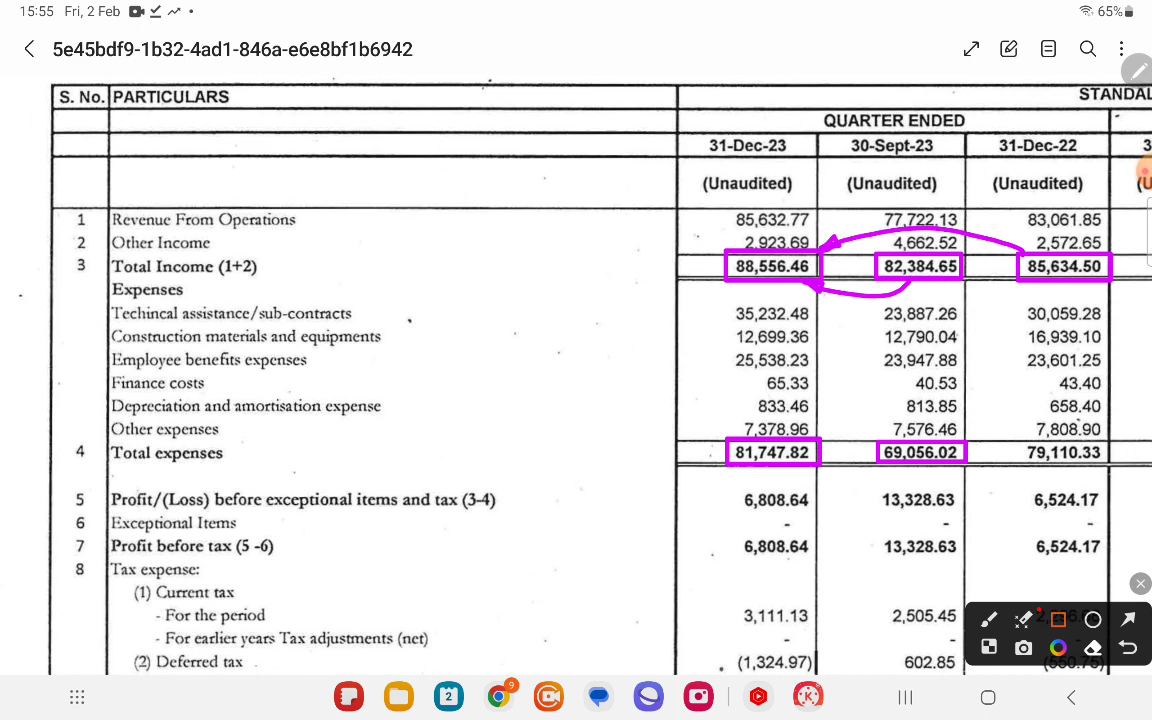 15:55 Fri, 2 Feb
65%
5e45bdf9-1b32-4ad1-846a-e6e8bf1b6942
S. No. PARTICULARS STANDAL
QUARTER ENDED
31-Dec-23 30-Sept-23 31-Dec-22 3
(Unaudited) (Unaudited) (Unaudited) (U
1 Revenue From Operations 85,632.77 77,722.13 83,061.85
2 Other Income 2,923.69 4,662.52 2,572.65
3 Total Income (1+2) 88,556.46 82,384.65 85,634.50
Expenses
Techincal assistance/sub-contracts 35,232.48 23,887.26 30,059.28
Construction materials and equipments 12,699.36 12,790.04 16,939.10
Employee benefits expenses 25,538.23 23,947.88 23,601.25
Finance costs 65.33 40.53 43.40
Depreciation and amortisation expense 833.46 813.85 658.40
Other expenses 7,378.96 7,576.46 7,808.90
4 Total expenses 81,747.82 69,056.02 79,110.33
5 Profit/(Loss) before exceptional items and tax (3-4) 6,808.64 13,328.63 6,524.17
6 Exceptional Items - - -
7 Profit before tax (5 -6) 6,808.64 13,328.63 6,524.17
8 Tax expense:
(1) Current tax
- For the period 3,111.13 2,505.45
- For earlier years Tax adjustments (net) - -
(2) Deferred tax (1,324.97) 602.85 (550.75)
9
2
K